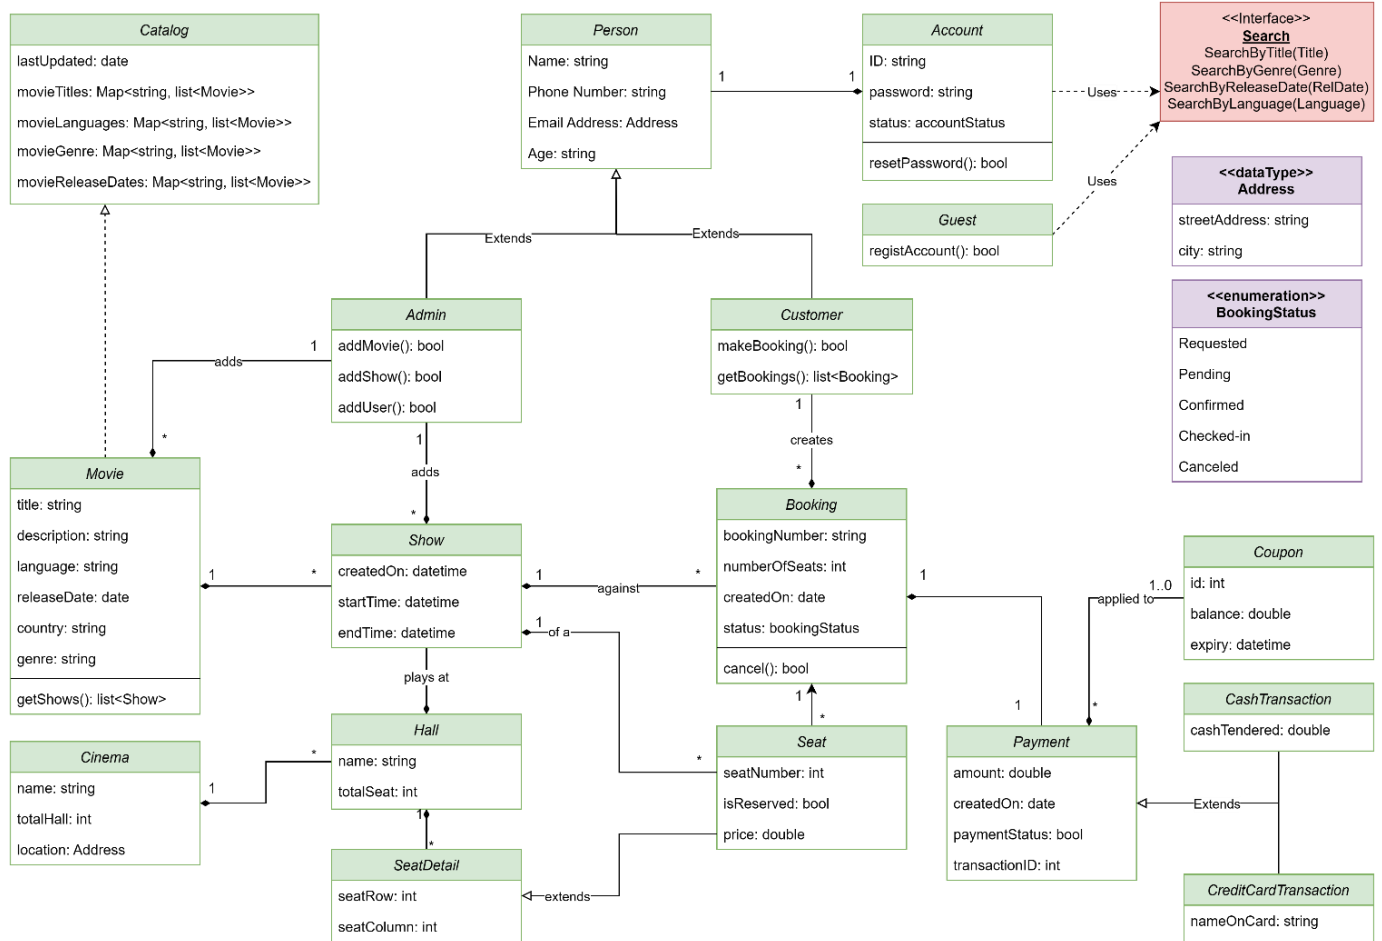 Catalog
lastUpdated: date
movieTitles: Map<string, list<Movie>>
movieLanguages: Map<string, list<Movie>>
movieGenre: Map<string, list<Movie>>
movieReleaseDates: Map<string, list<Movie>>
Person
Name: string
Phone Number: string
Email Address: Address
Age: string
1
1
Account
ID: string
password: string
status: accountStatus
resetPassword(): bool
Uses
<<Interface>>
Search
SearchByTitle(Title)
SearchByGenre(Genre)
SearchByReleaseDate(RelDate)
SearchByLanguage(Language)
Uses
Guest
registAccount(): bool
<<dataType>>
Address
streetAddress: string
city: string
<<enumeration>>
BookingStatus
Requested
Pending
Confirmed
Checked-in
Canceled
Extends
Extends
Admin
addMovie(): bool
addShow(): bool
addUser(): bool
1
adds
*
1
adds
*
Customer
makeBooking(): bool
getBookings(): list<Booking>
1
creates
*
Movie
title: string
description: string
language: string
releaseDate: date
country: string
genre: string
getShows(): list<Show>
1
*
Show
createdOn: datetime
startTime: datetime
endTime: datetime
1
against
*
1
of a
*
plays at
Booking
bookingNumber: string
numberOfSeats: int
createdOn: date
status: bookingStatus
cancel(): bool
1
1
1
*
Coupon
id: int
balance: double
expiry: datetime
1..0
applied to
*
Cinema
name: string
totalHall: int
location: Address
1
*
Hall
name: string
totalSeat: int
1
*
SeatDetail
seatRow: int
seatColumn: int
extends
Seat
seatNumber: int
isReserved: bool
price: double
Payment
amount: double
createdOn: date
paymentStatus: bool
transactionID: int
Extends
CashTransaction
cashTendered: double
CreditCardTransaction
nameOnCard: string